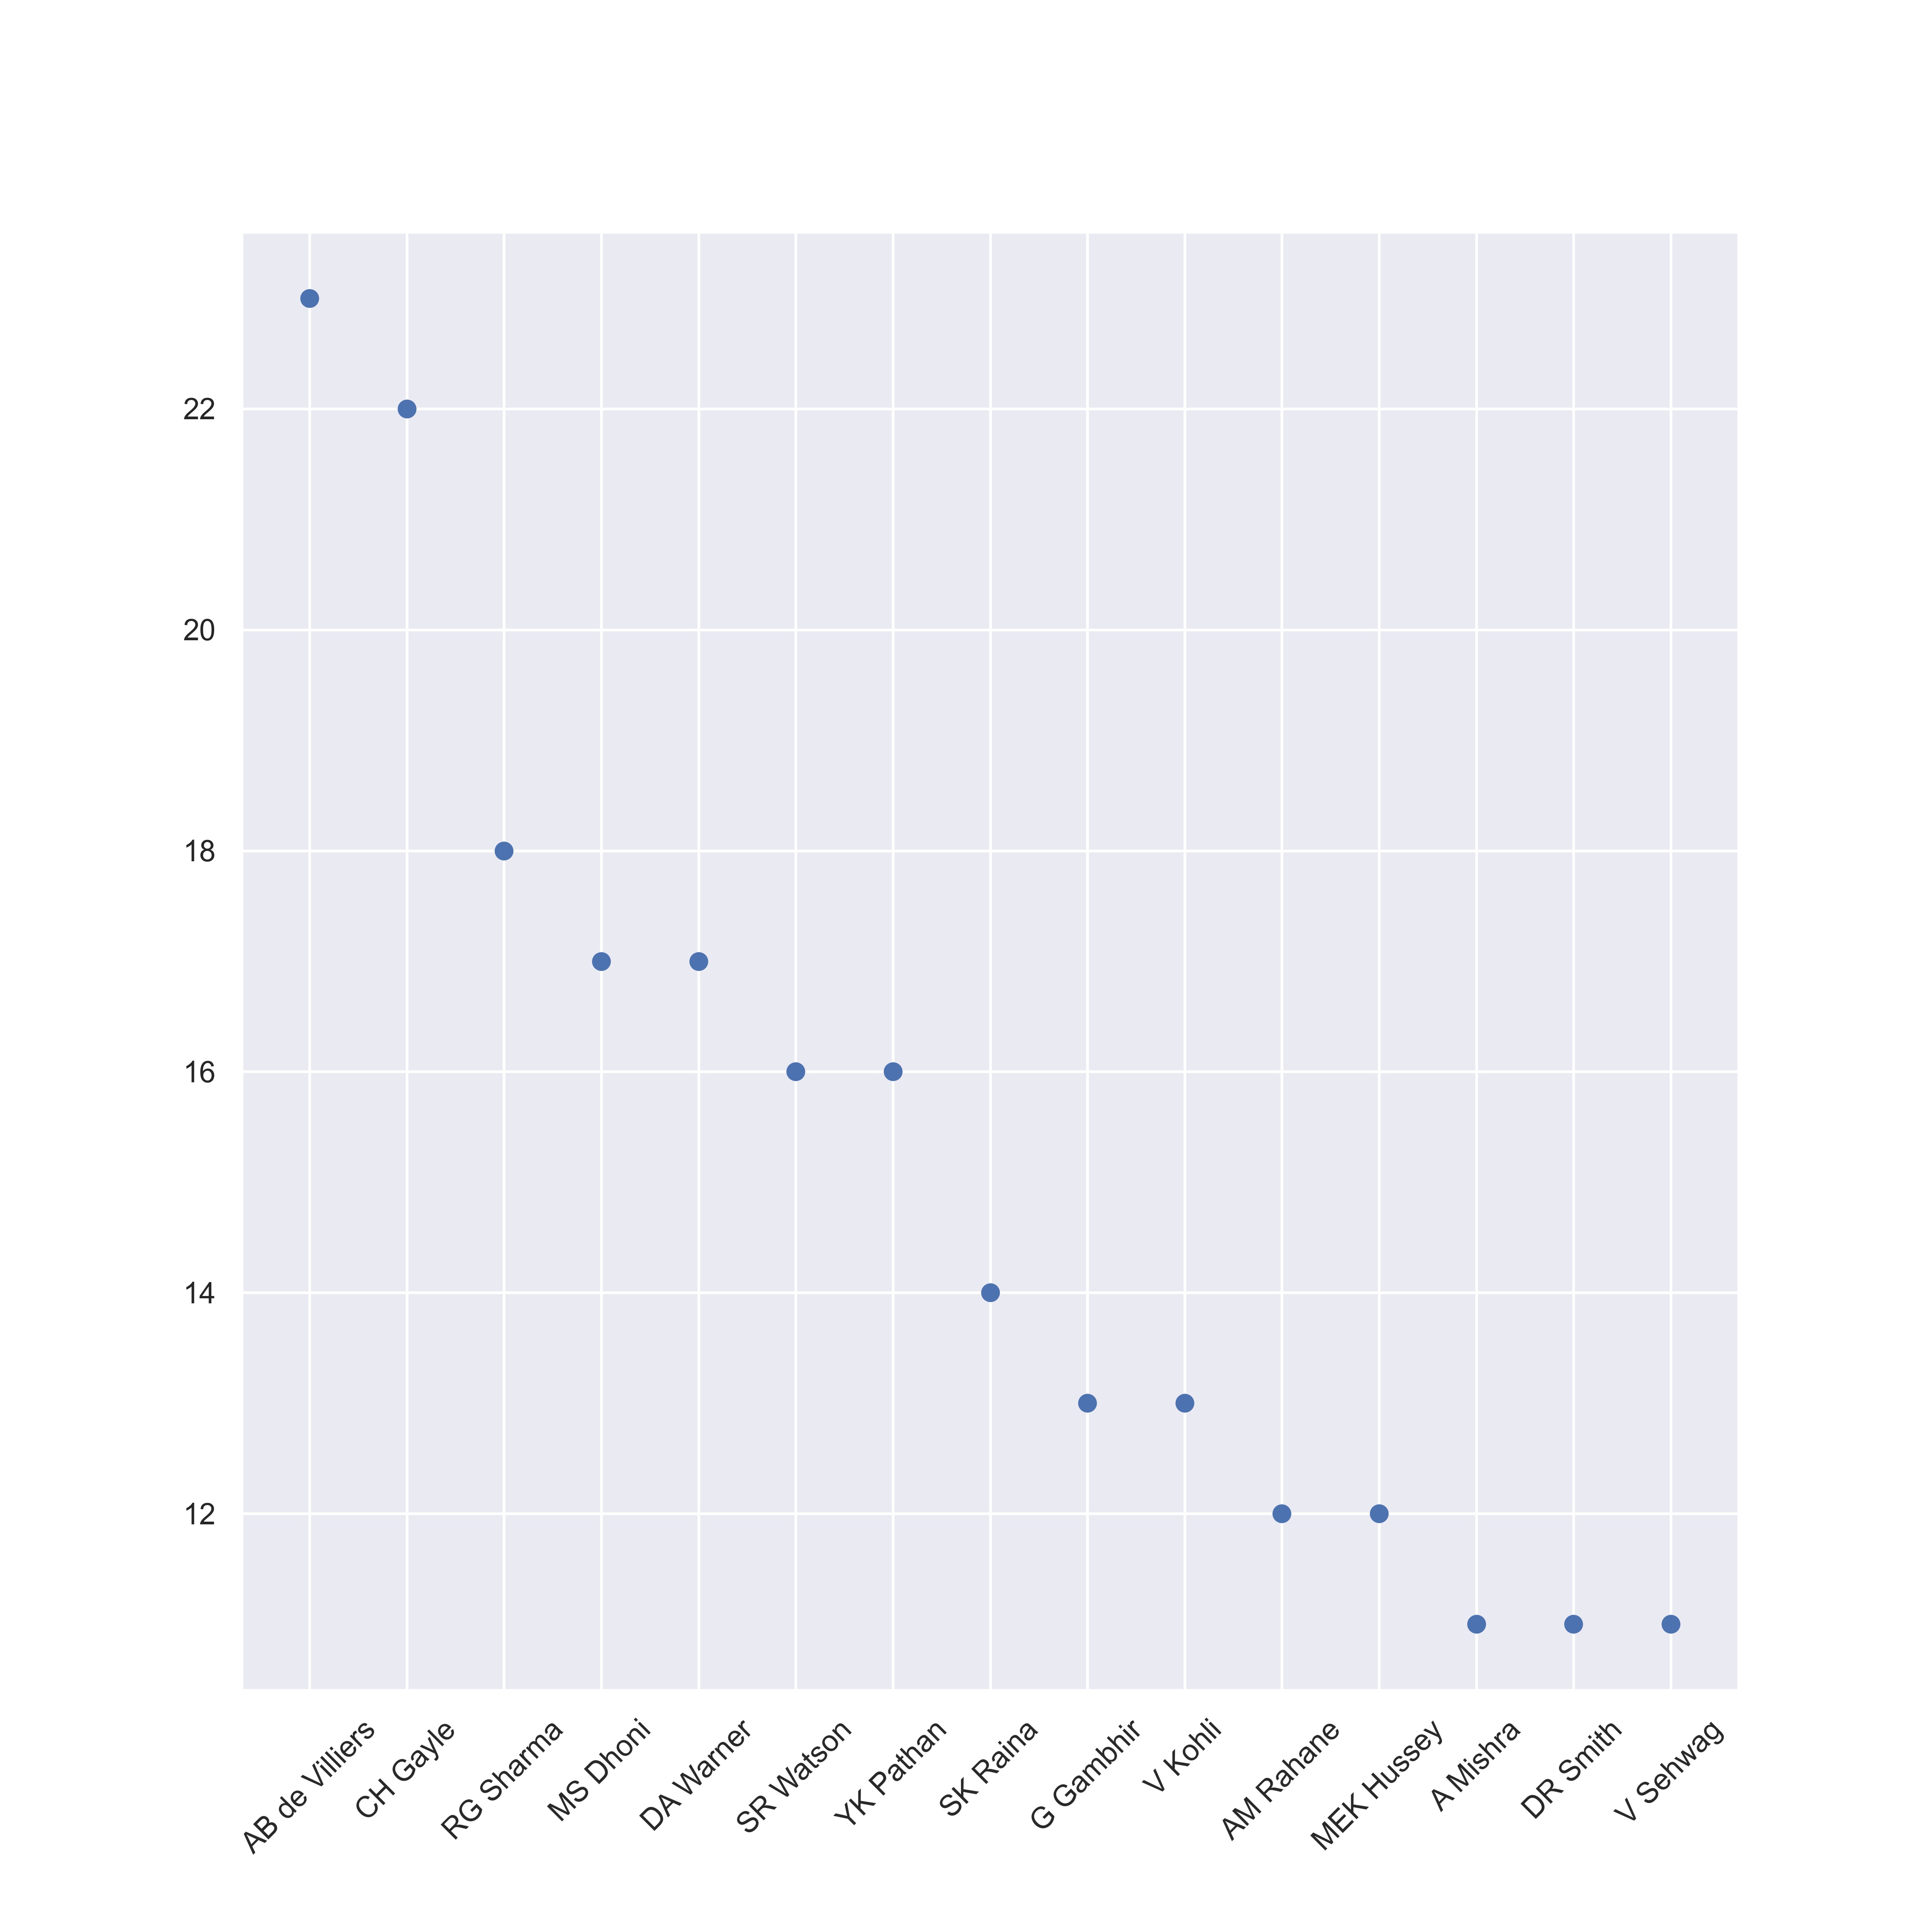 22
20
18
16
14
12
AB de Villiers
CH Gayle
RG Sharma
MS Dhoni
DA Warner
SR Watson
YK Pathan
SK Raina
G Gambhir
V Kohli
AM Rahane
MEK Hussey
A Mishra
DR Smith
V Sehwag